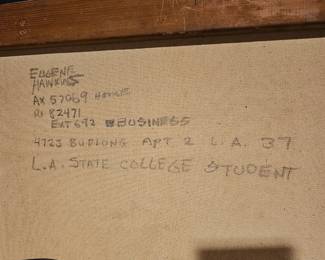 EUGENE
HAWKINS
AX 57069 HOME
RI 82471
EXT 692 BUSINESS
4723 BUDLONG APT 2 L.A. 37
L.A. STATE COLLEGE STUDENT